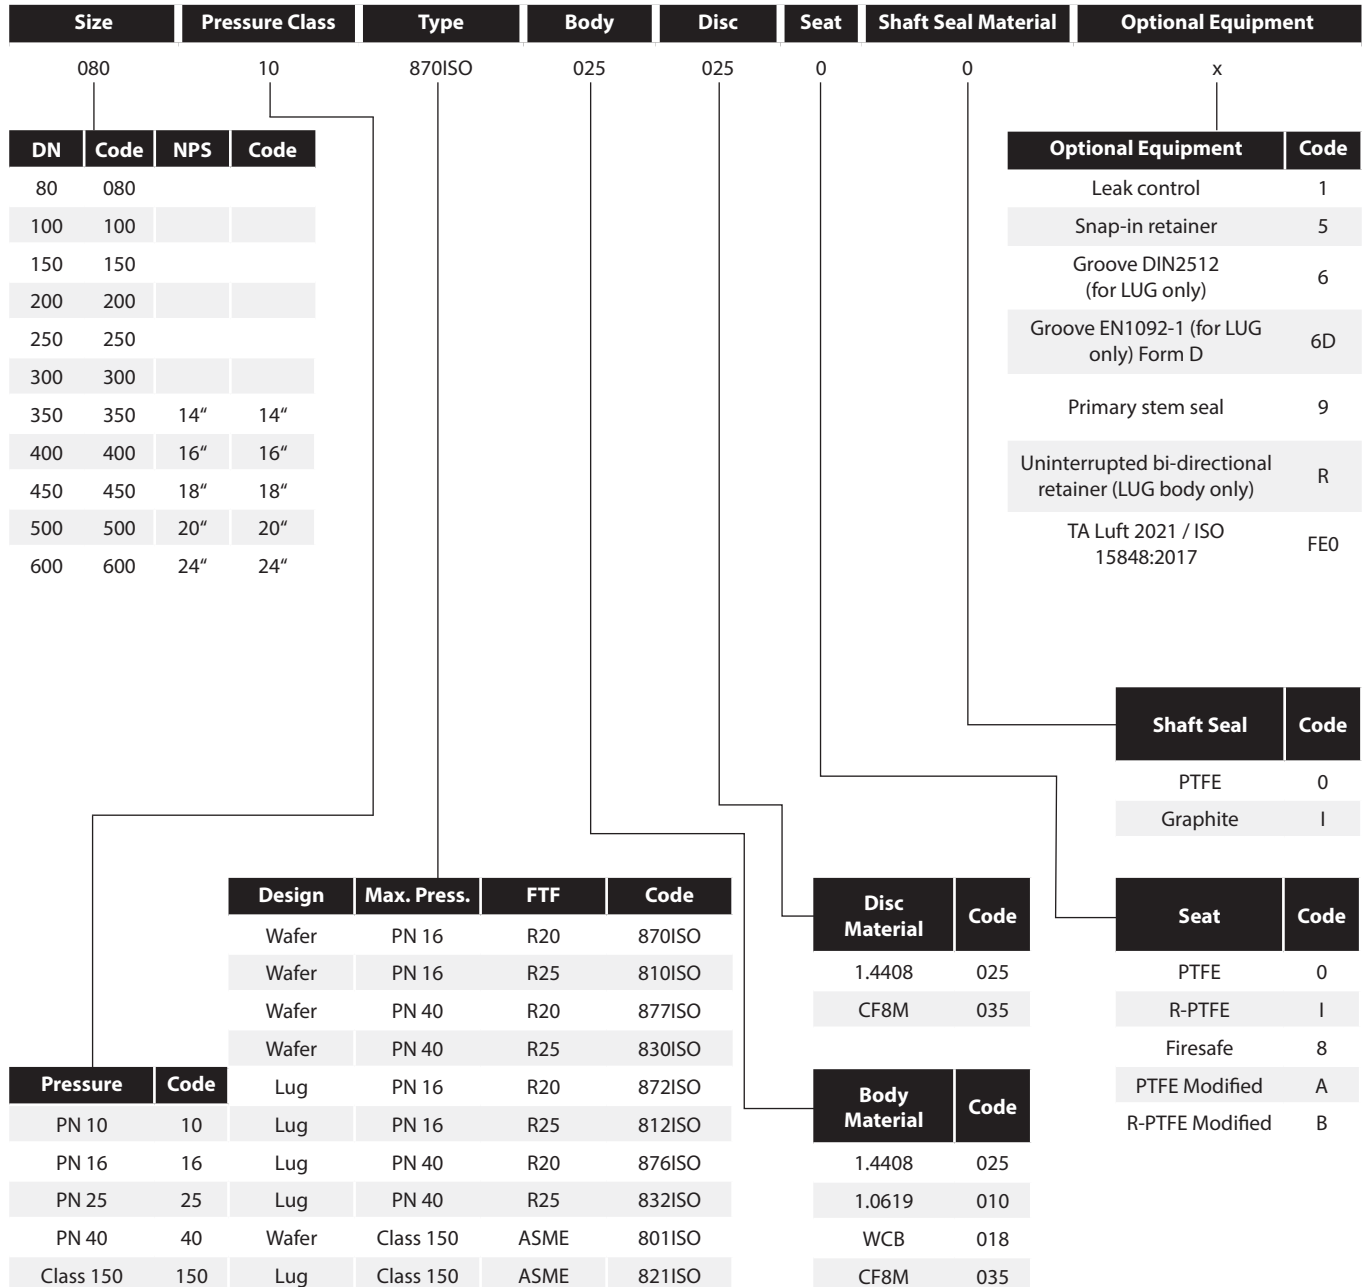 Size Pressure Class Type Body Disc Seat Shaft Seal Material Optional Equipment
080 10 870ISO 025 025 0 0 x
DN Code NPS Code
80 080
100 100
150 150
200 200
250 250
300 300
350 350 14“ 14“
400 400 16“ 16“
450 450 18“ 18“
500 500 20“ 20“
600 600 24“ 24“
Optional Equipment Code
Leak control 1
Snap-in retainer 5
Groove DIN2512
(for LUG only) 6
Groove EN1092-1 (for LUG
only) Form D 6D
Primary stem seal 9
Uninterrupted bi-directional
retainer (LUG body only) R
TA Luft 2021 / ISO
15848:2017 FE0
Shaft Seal Code
PTFE 0
Graphite I
Design Max. Press. FTF Code
Wafer PN 16 R20 870ISO
Wafer PN 16 R25 810ISO
Wafer PN 40 R20 877ISO
Wafer PN 40 R25 830ISO
Lug PN 16 R20 872ISO
Lug PN 16 R25 812ISO
Lug PN 40 R20 876ISO
Lug PN 40 R25 832ISO
Wafer Class 150 ASME 801ISO
Lug Class 150 ASME 821ISO
Pressure Code
PN 10 10
PN 16 16
PN 25 25
PN 40 40
Class 150 150
Disc
Material Code
1.4408 025
CF8M 035
Body
Material Code
1.4408 025
1.0619 010
WCB 018
CF8M 035
Seat Code
PTFE 0
R-PTFE I
Firesafe 8
PTFE Modified A
R-PTFE Modified B